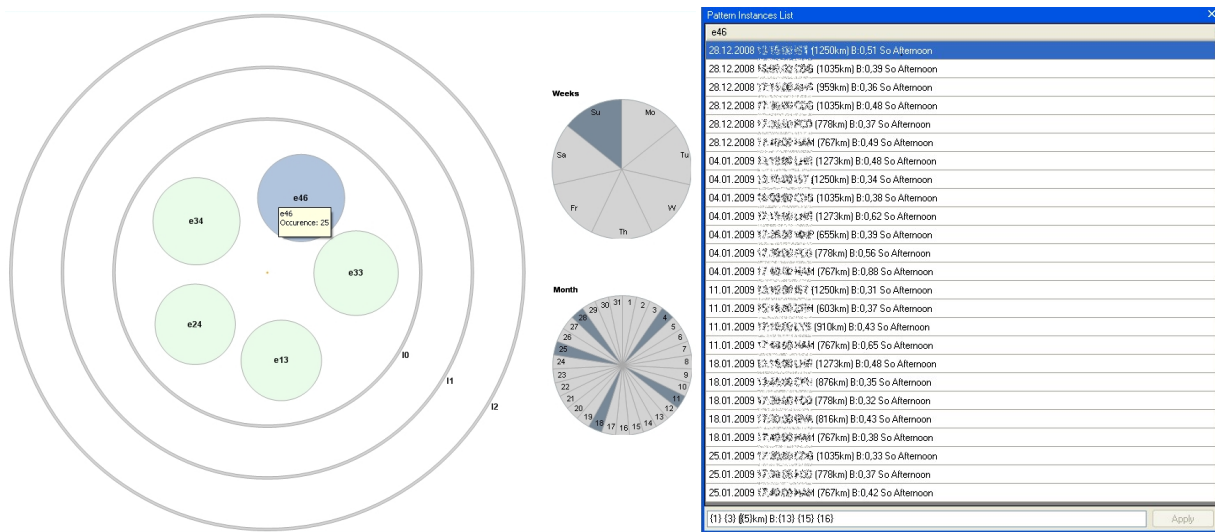 e46
e34
e46
Occurence: 25
e33
e24
e13
I0
I1
I2
Weeks
Su
Mo
Sa
Tu
Fr
W
Th
Month
31
1
30
2
29
3
28
4
27
5
26
6
25
7
24
8
23
9
22
10
21
11
20
12
19
13
18
14
17
16
15
Pattern Instances List
e46
28.12.2008 (1250km) B:0,51 So Afternoon
28.12.2008 (1035km) B:0,39 So Afternoon
28.12.2008 (959km) B:0,36 So Afternoon
28.12.2008 (1035km) B:0,48 So Afternoon
28.12.2008 (778km) B:0,37 So Afternoon
28.12.2008 (767km) B:0,49 So Afternoon
04.01.2009 (1273km) B:0,48 So Afternoon
04.01.2009 (1250km) B:0,34 So Afternoon
04.01.2009 (1035km) B:0,38 So Afternoon
04.01.2009 (1273km) B:0,62 So Afternoon
04.01.2009 (655km) B:0,39 So Afternoon
04.01.2009 (778km) B:0,56 So Afternoon
04.01.2009 (767km) B:0,88 So Afternoon
11.01.2009 (1250km) B:0,31 So Afternoon
11.01.2009 (603km) B:0,37 So Afternoon
11.01.2009 (910km) B:0,43 So Afternoon
11.01.2009 (767km) B:0,65 So Afternoon
18.01.2009 (1273km) B:0,48 So Afternoon
18.01.2009 (876km) B:0,35 So Afternoon
18.01.2009 (778km) B:0,32 So Afternoon
18.01.2009 (816km) B:0,43 So Afternoon
18.01.2009 (767km) B:0,38 So Afternoon
25.01.2009 (1035km) B:0,33 So Afternoon
25.01.2009 (778km) B:0,37 So Afternoon
25.01.2009 (767km) B:0,42 So Afternoon
{1} {3} ({5}km) B:{13} {15} {16}
Apply